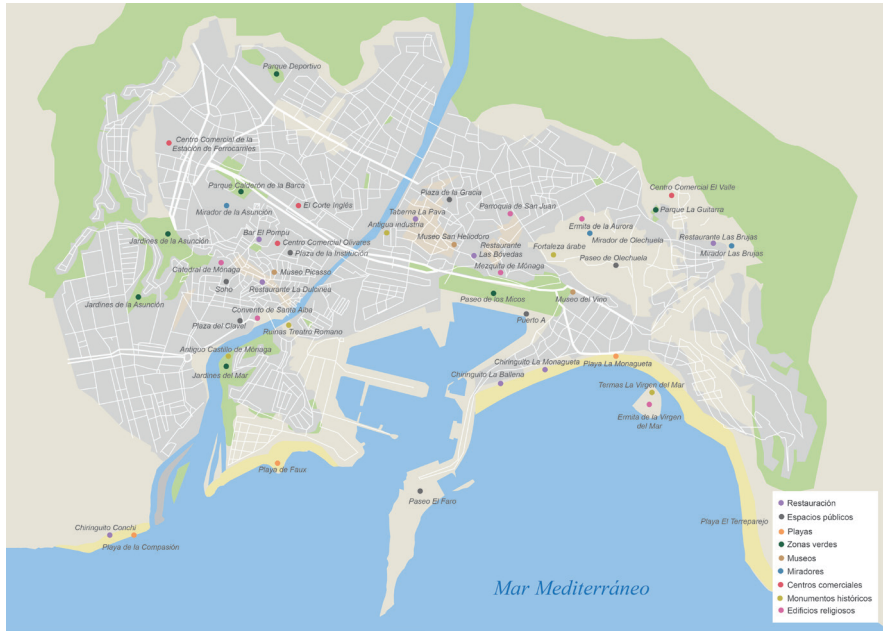 Parque Deportivo
Centro Comercial de la
Estación de Ferrocarriles
Parque Calderón de la Barco
Mirador de la Asunción
El Corte Inglés
Jardines de la Asunción
Bar El Pompu
Centro Comercial Olivares
Plaza de la Institución
Catedral de Mónaga
Museo Picasso
Soho
Restaurante La Dulcinea
Jardines de la Asunción
Convento de Santa Alba
Plaza del Clavel
Ruinas Treatro Romano
Antiguo Castillo de Mónaga
Jardines del Mar
Plaza de la Gracia
Taberna La Pava
Antigua industria
Museo San Heliodoro
Parroquia de San Juan
Restaurante
Las Bóvedas
Mezquita de Mónaga
Ermita de la Aurora
Mirador de Olechuela
Fortaleza árabe
Paseo de Olechuela
Centro Comercial El Valle
Parque La Guitarra
Restaurante Las Brujas
Mirador Las Brujas
Paseo de los Micos
Museo del Vino
Puerto A
Chiringuito La Monagueta
Playa La Monagueta
Chiringuito La Ballena
Termas La Virgen del Mar
Ermita de la Virgen
del Mar
Playa de Faux
Paseo El Faro
Chiringuito Conchi
Playa de la Compasión
Playa El Terreparejo
Mar Mediterráneo
Restauración
Espacios públicos
Playas
Zonas verdes
Museos
Miradores
Centros comerciales
Monumentos históricos
Edificios religiosos